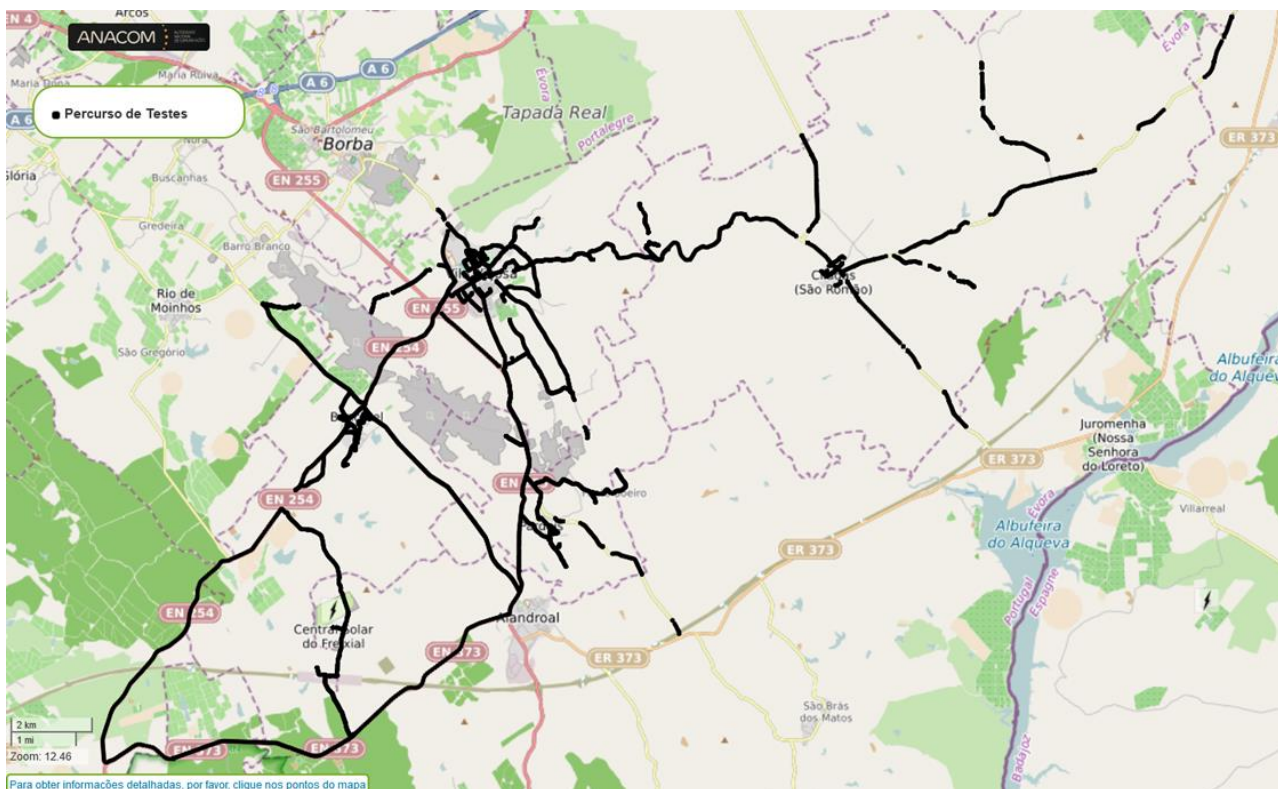 EN 4
Arcos
ANACOM
Maria Ruiva
A 6
A 6
Évora
Évora
Percurso de Testes
A 6
Tapada Real
São Bartolomeu
Borba
Portalegre
Nora
ER 373
Glória
Buscanhas
EN 255
Gredeira
Barro Branco
Rio de
Moinhos
(São Romão)
EN 254
São Gregório
Albufeira
do Alqueva
Juromenha
(Nossa
Senhora
do Loreto)
ER 373
EN 254
Villarreal
Albufeira
do Alqueva
Évora
ER 373
EN 254
Portugal
Espagne
Central Solar
do Freixial
Alandroal
EN 373
ER 373
São Brás
dos Matos
2 km
1 mi
Zoom: 12.46
EN 373
EN 373
Badajoz
Para obter informações detalhadas, por favor, clique nos pontos do mapa